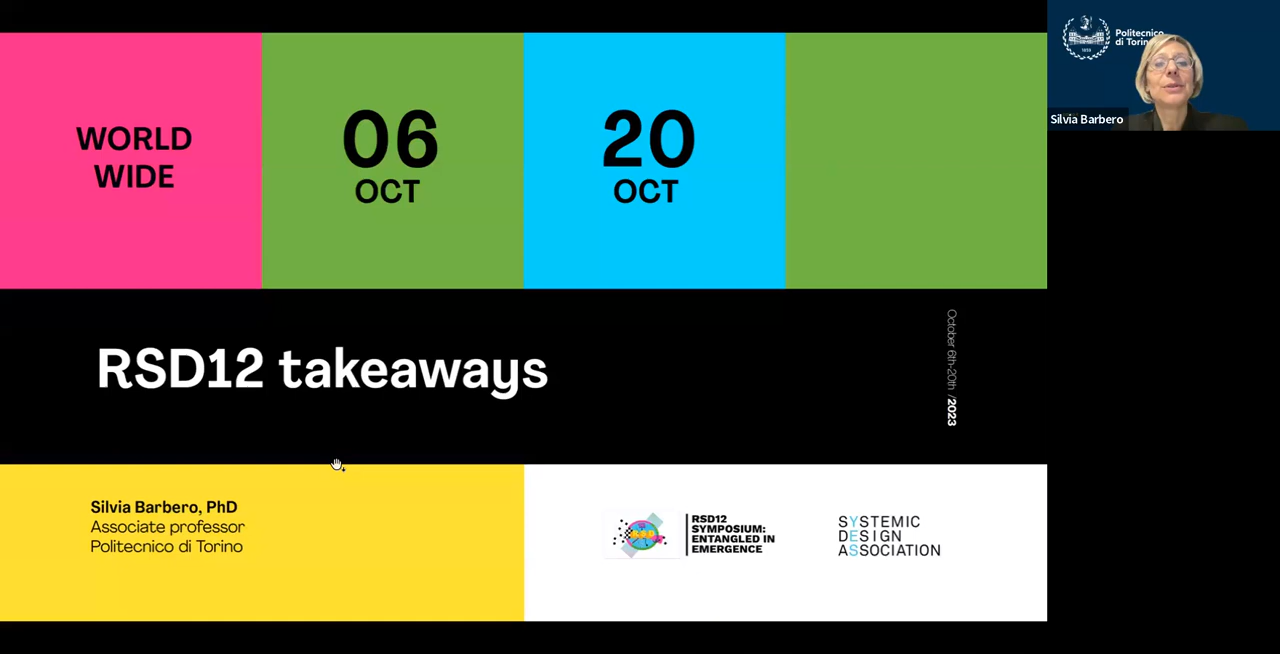 WORLD
WIDE
06
OCT
20
OCT
RSD12 takeaways
October 6th-20th /2023
Silvia Barbero, PhD
Associate professor
Politecnico di Torino
RSD12
SYMPOSIUM:
ENTANGLED IN
EMERGENCE
SYSTEMIC
DESIGN
ASSOCIATION
Politecnico
di Torino
1859
Silvia Barbero